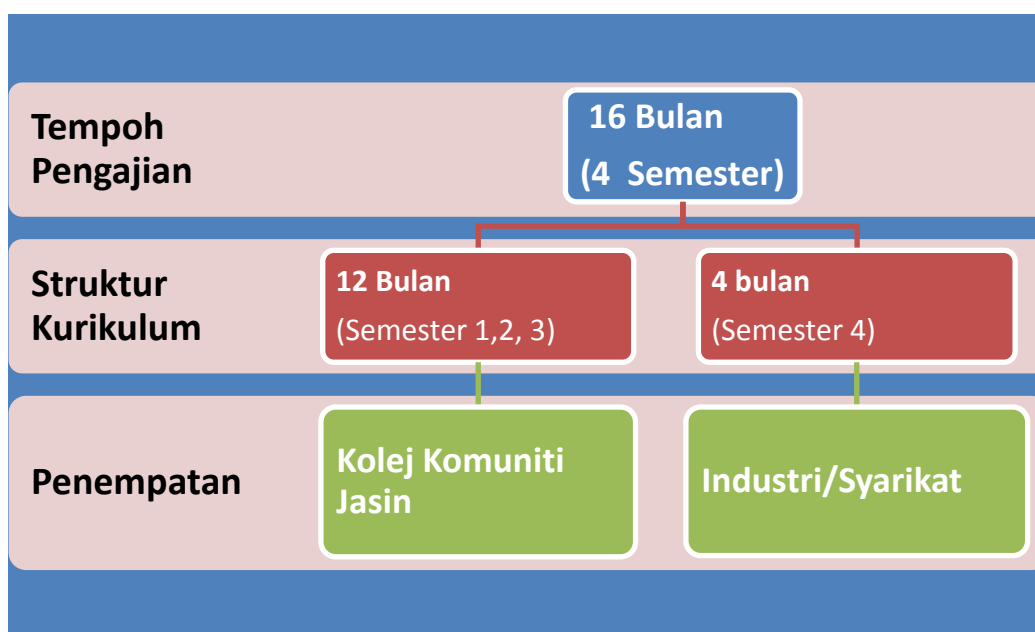 Tempoh
Pengajian
16 Bulan
(4 Semester)
Struktur
Kurikulum
12 Bulan
(Semester 1,2, 3)
4 bulan
(Semester 4)
Penempatan
Kolej Komuniti
Jasin
Industri/Syarikat